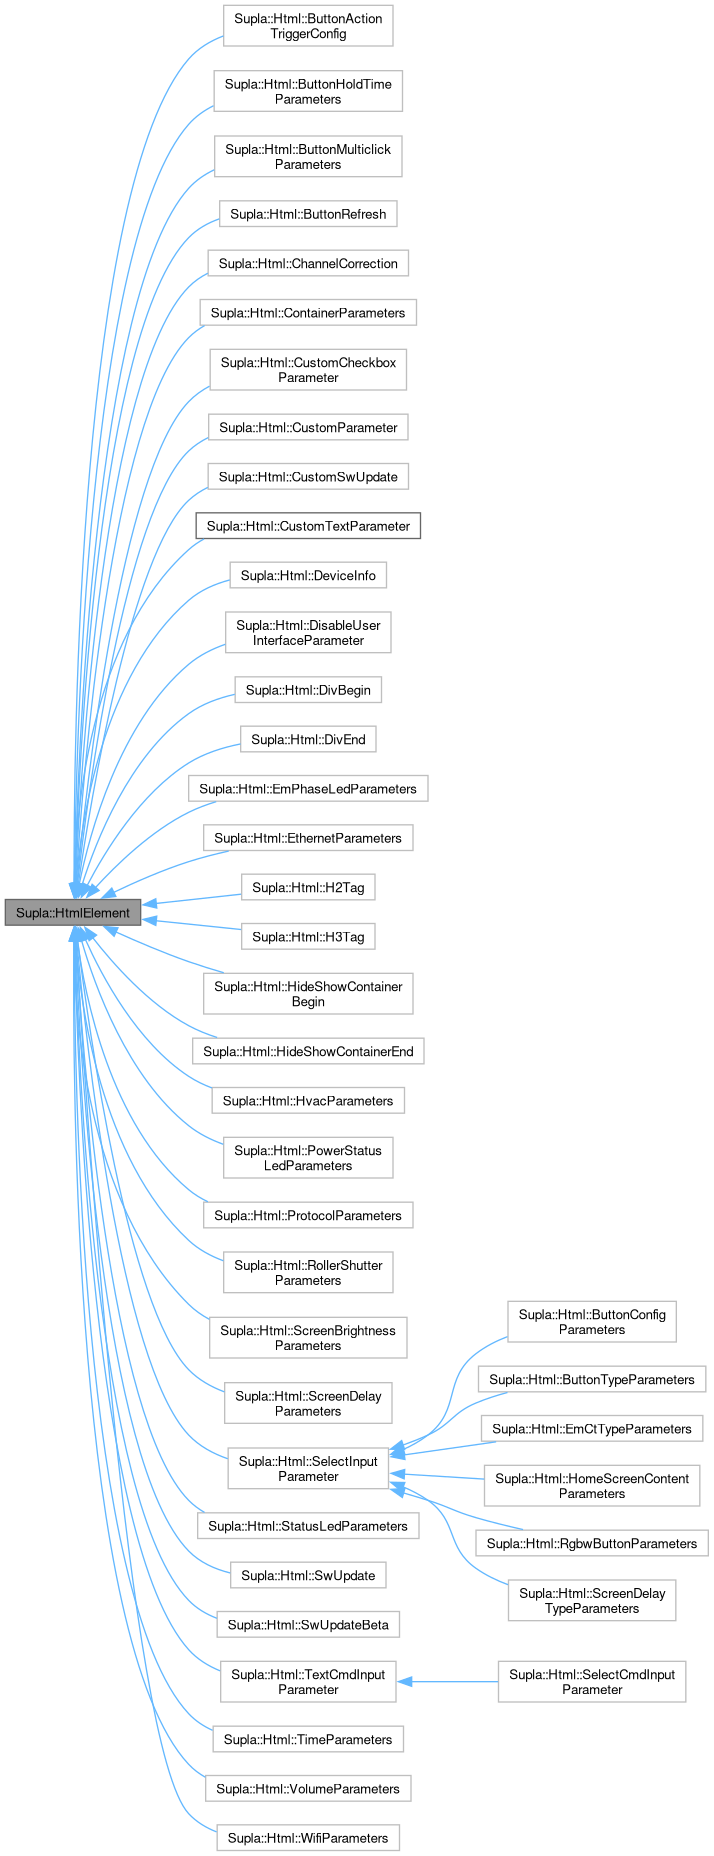 Supla::Html::ButtonAction
TriggerConfig
Supla::Html::ButtonHoldTime
Parameters
Supla::Html::ButtonMulticlick
Parameters
Supla::Html::ButtonRefresh
Supla::Html::ChannelCorrection
Supla::Html::ContainerParameters
Supla::Html::CustomCheckbox
Parameter
Supla::Html::CustomParameter
Supla::Html::CustomSwUpdate
Supla::Html::CustomTextParameter
Supla::Html::DeviceInfo
Supla::Html::DisableUser
InterfaceParameter
Supla::Html::DivBegin
Supla::Html::DivEnd
Supla::Html::EmPhaseLedParameters
Supla::Html::EthernetParameters
Supla::Html::H2Tag
Supla::HtmlElement
Supla::Html::H3Tag
Supla::Html::HideShowContainer
Begin
Supla::Html::HideShowContainerEnd
Supla::Html::HvacParameters
Supla::Html::PowerStatus
LedParameters
Supla::Html::ProtocolParameters
Supla::Html::RollerShutter
Parameters
Supla::Html::ScreenBrightness
Parameters
Supla::Html::ScreenDelay
Parameters
Supla::Html::SelectInput
Parameter
Supla::Html::ButtonConfig
Parameters
Supla::Html::ButtonTypeParameters
Supla::Html::EmCtTypeParameters
Supla::Html::HomeScreenContent
Parameters
Supla::Html::RgbwButtonParameters
Supla::Html::ScreenDelay
TypeParameters
Supla::Html::StatusLedParameters
Supla::Html::SwUpdate
Supla::Html::SwUpdateBeta
Supla::Html::TextCmdInput
Parameter
Supla::Html::SelectCmdInput
Parameter
Supla::Html::TimeParameters
Supla::Html::VolumeParameters
Supla::Html::WifiParameters